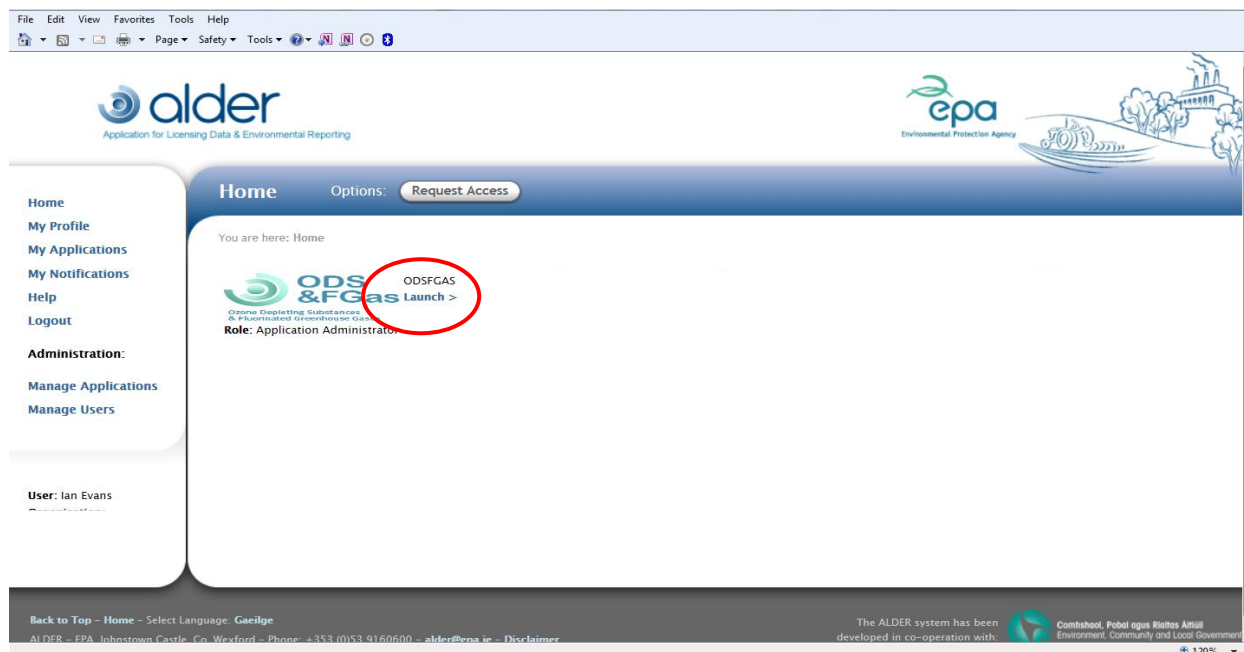 File Edit View Favorites Tools Help
Page Safety Tools
alder
Application for Licensing Data & Environmental Reporting
epa
Environmental Protection Agency
Home Options: Request Access
Home
My Profile
My Applications
My Notifications
Help
Logout
Administration:
Manage Applications
Manage Users
User: Ian Evans
You are here: Home
ODS
&FGas
Ozone Depleting Substances
& Fluorinated Greenhouse Gases
ODSFGAS
Launch >
Role: Application Administrator
Back to Top – Home – Select Language: Gaeilge
ALDER – EPA, Johnstown Castle, Co. Wexford – Phone: +353 (0)53 9160600 – alder@epa.ie – Disclaimer
The ALDER system has been
developed in co-operation with:
Comhshaol, Pobal agus Rialtas Áitiúil
Environment, Community and Local Government
120%